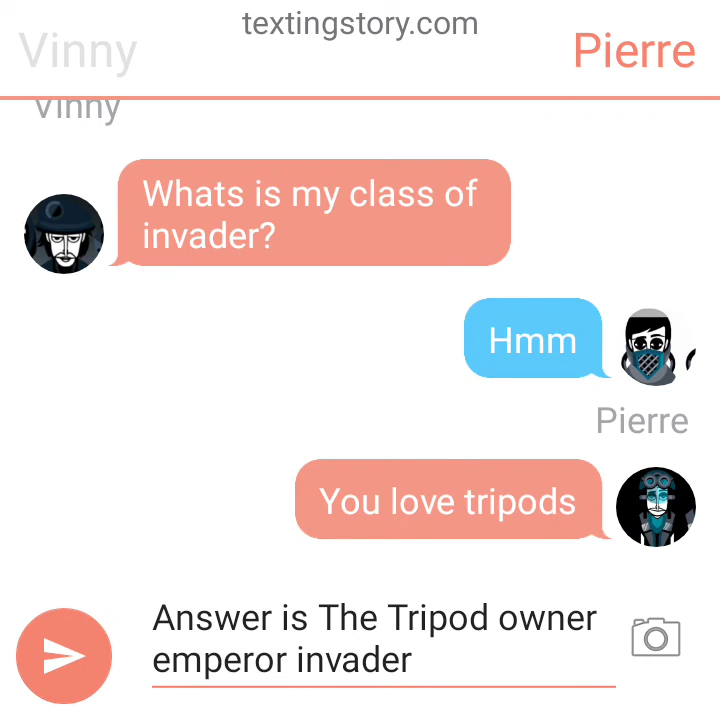 textingstory.com
Vinny
Pierre
Vinny
Whats is my class of
invader?
Hmm
Pierre
You love tripods
Answer is The Tripod owner
emperor invader